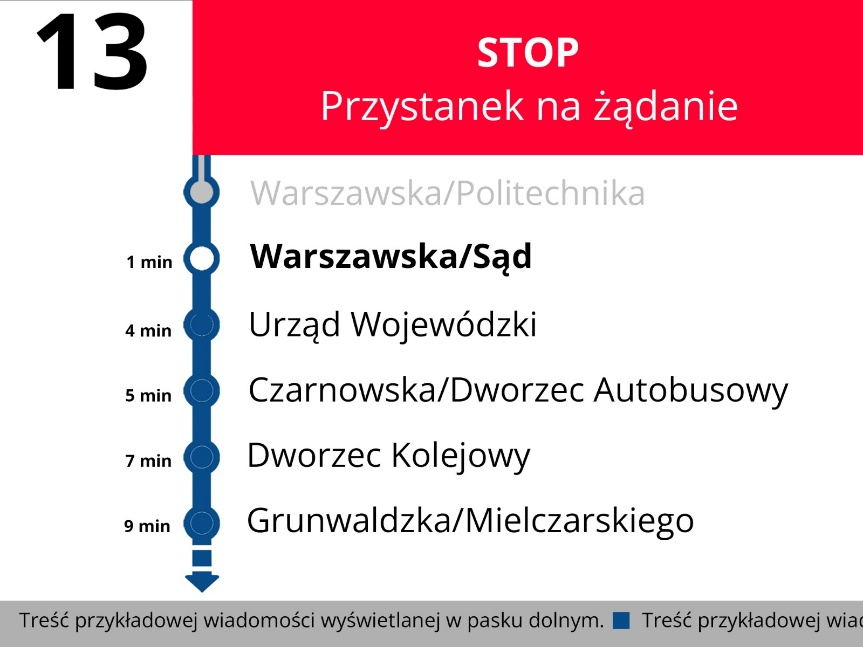 13
STOP
Przystanek na żądanie
Warszawska/Politechnika
1 min Warszawska/Sąd
4 min Urząd Wojewódzki
5 min Czarnowska/Dworzec Autobusowy
7 min Dworzec Kolejowy
9 min Grunwaldzka/Mielczarskiego
Treść przykładowej wiadomości wyświetlanej w pasku dolnym. Treść przykładowej